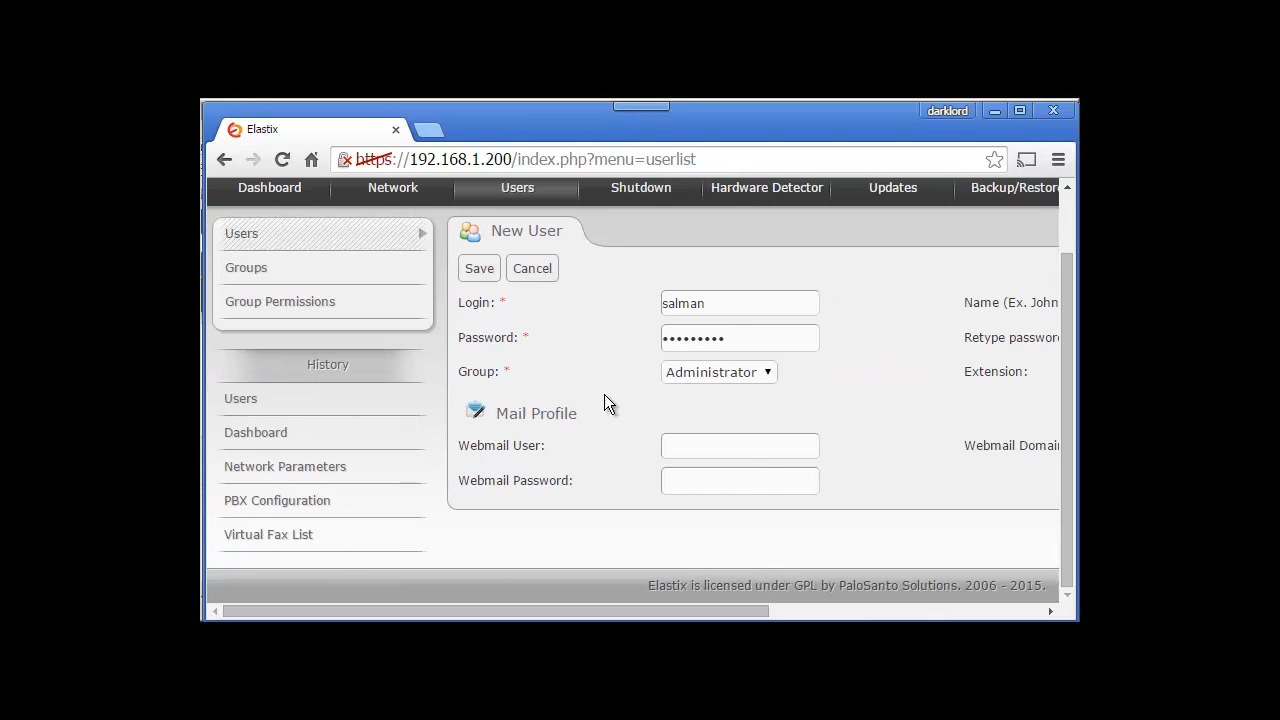 darklord
Elastix
https://192.168.1.200/index.php?menu=userlist
Dashboard Network Users Shutdown Hardware Detector Updates Backup/Restore
Users
Groups
Group Permissions
History
Users
Dashboard
Network Parameters
PBX Configuration
Virtual Fax List
New User
Save Cancel
Login: * salman Name (Ex. John
Password: * ••••••••• Retype password
Group: * Administrator Extension:
Mail Profile
Webmail User: Webmail Domain
Webmail Password:
Elastix is licensed under GPL by PaloSanto Solutions. 2006 - 2015.